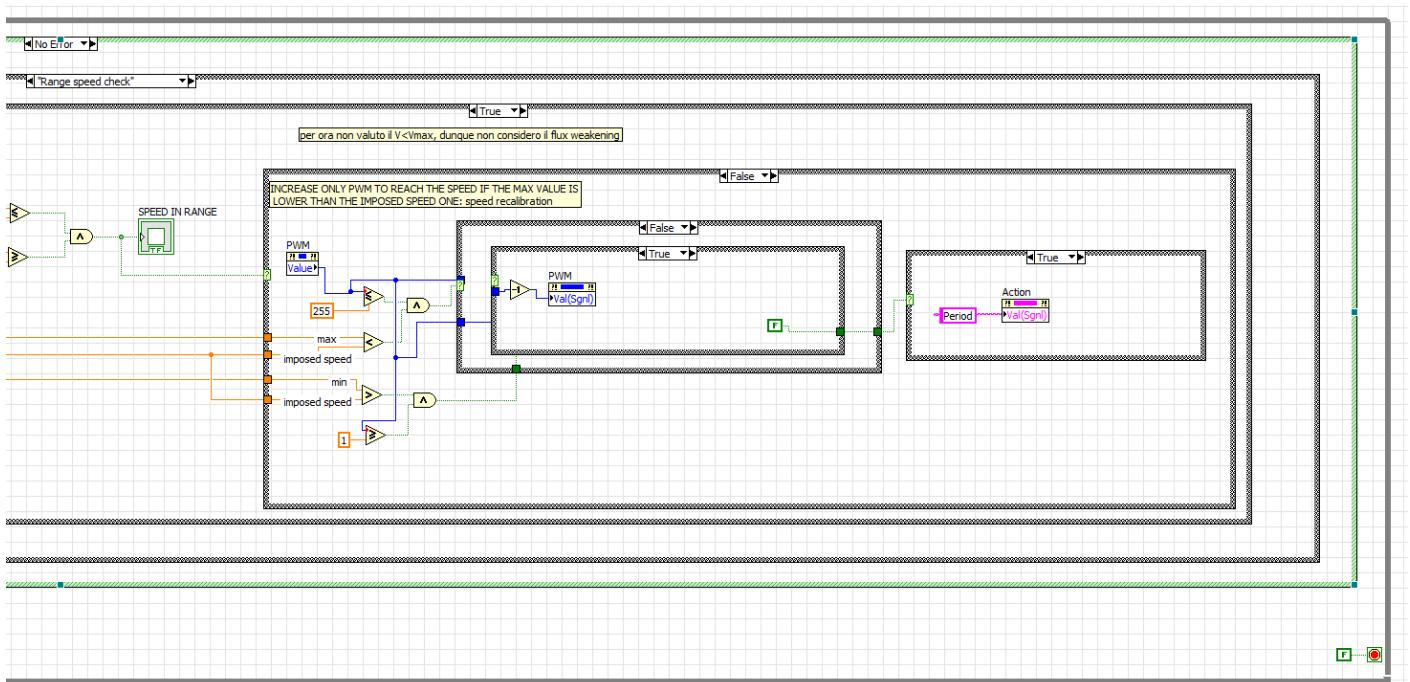 No Error
"Range speed check"
True
per ora non valuto il V<Vmax, dunque non considero il flux weakening
False
INCREASE ONLY PWM TO REACH THE SPEED IF THE MAX VALUE IS
LOWER THAN THE IMPOSED SPEED ONE: speed recalibration
SPEED IN RANGE
TF
False
PWM
Value
True
PWM
Val(Sgnl)
True
Action
Period
Val(Sgnl)
255
F
max
imposed speed
min
imposed speed
1
F